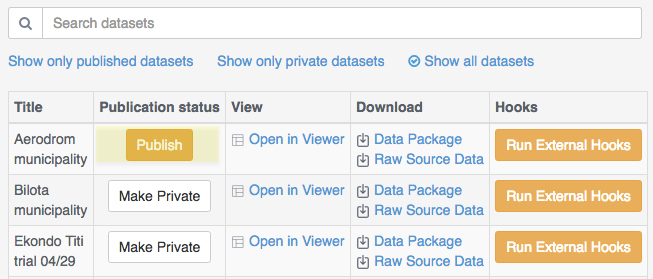 Search datasets
Show only published datasets Show only private datasets Show all datasets
Title Publication status View Download Hooks
Aerodrom municipality Publish Open in Viewer Data Package Raw Source Data Run External Hooks
Bilota municipality Make Private Open in Viewer Data Package Raw Source Data Run External Hooks
Ekondo Titi trial 04/29 Make Private Open in Viewer Data Package Raw Source Data Run External Hooks